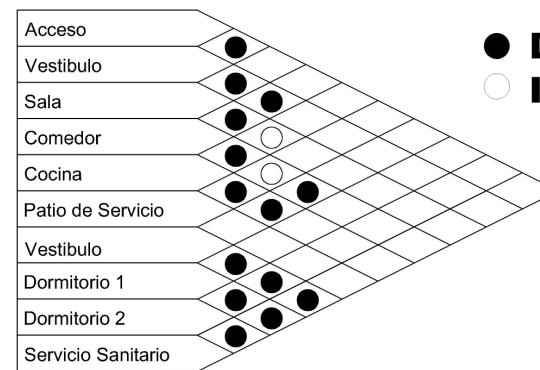 Acceso
Vestibulo
Sala
Comedor
Cocina
Patio de Servicio
Vestibulo
Dormitorio 1
Dormitorio 2
Servicio Sanitario